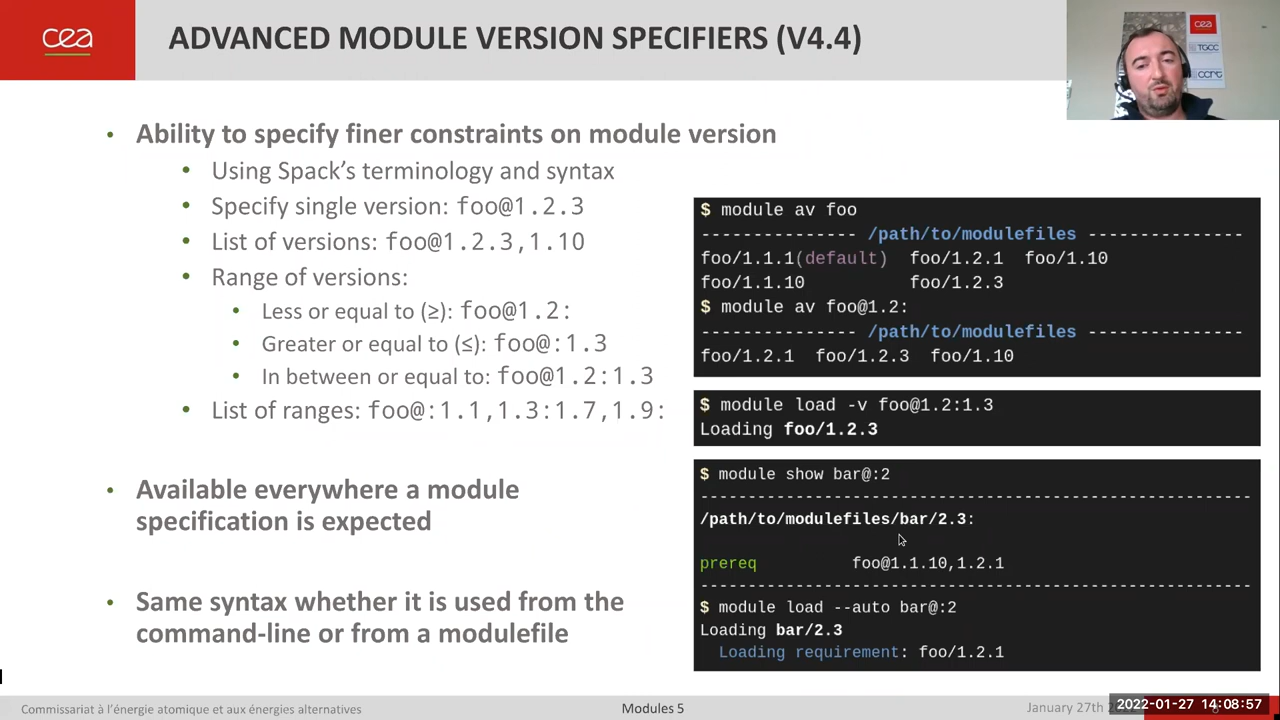 cea
ADVANCED MODULE VERSION SPECIFIERS (V4.4)
cea
TGCC
ccrt
• Ability to specify finer constraints on module version
• Using Spack’s terminology and syntax
• Specify single version: foo@1.2.3
• List of versions: foo@1.2.3,1.10
• Range of versions:
• Less or equal to (≥): foo@1.2:
• Greater or equal to (≤): foo@:1.3
• In between or equal to: foo@1.2:1.3
• List of ranges: foo@:1.1,1.3:1.7,1.9:
• Available everywhere a module
specification is expected
• Same syntax whether it is used from the
command-line or from a modulefile
$ module av foo
--------------- /path/to/modulefiles ---------------
foo/1.1.1(default) foo/1.2.1 foo/1.10
foo/1.1.10 foo/1.2.3
$ module av foo@1.2:
--------------- /path/to/modulefiles ---------------
foo/1.2.1 foo/1.2.3 foo/1.10
$ module load -v foo@1.2:1.3
Loading foo/1.2.3
$ module show bar@:2
-----------------------------------------------------------
/path/to/modulefiles/bar/2.3:
prereq foo@1.1.10,1.2.1
-----------------------------------------------------------
$ module load --auto bar@:2
Loading bar/2.3
Loading requirement: foo/1.2.1
Commissariat à l’énergie atomique et aux énergies alternatives
Modules 5
January 27th
2022-01-27 14:08:57